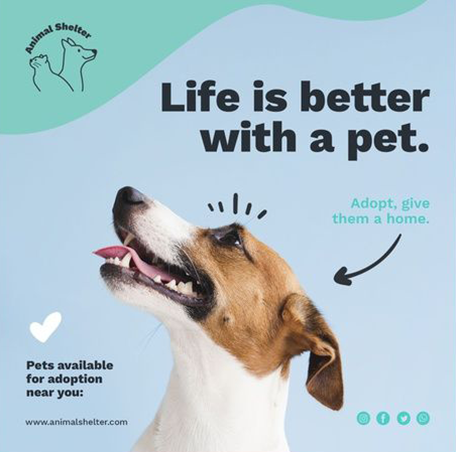 Animal Shelter
Life is better
with a pet.
Adopt, give
them a home.
Pets available
for adoption
near you:
www.animalshelter.com